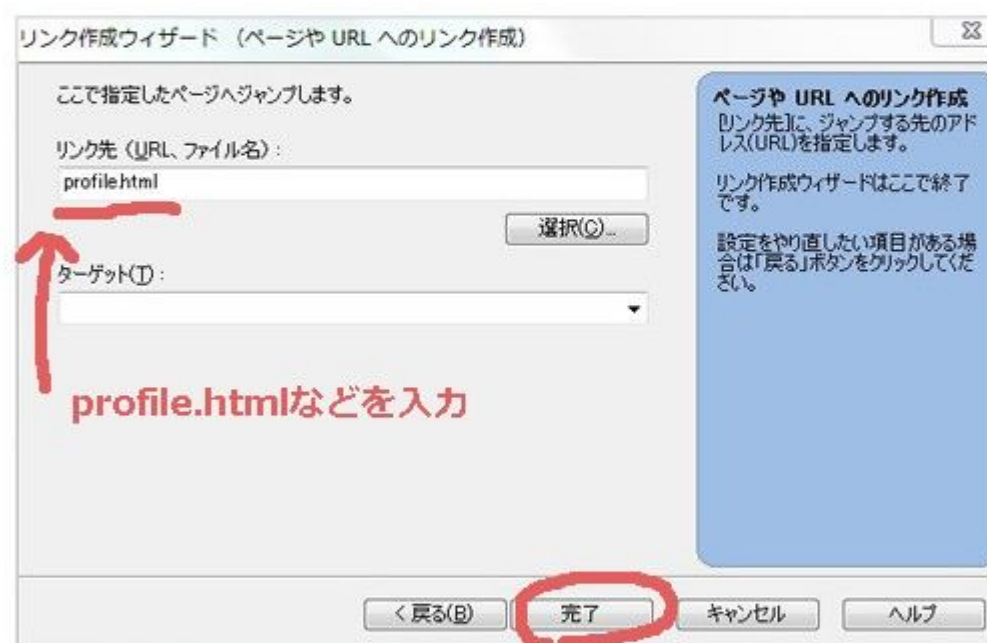 リンク作成ウィザード （ページや URL へのリンク作成）
ここで指定したページへジャンプします。
リンク先（URL、ファイル名）:
profile.html
選択(C)...
ターゲット(T):
profile.htmlなどを入力
ページや URL へのリンク作成
[リンク先]に、ジャンプする先のアド
レス(URL)を指定します。
リンク作成ウィザードはここで終了
です。
設定をやり直したい項目がある場
合は「戻る」ボタンをクリックしてくだ
さい。
< 戻る(B)
完了
キャンセル
ヘルプ